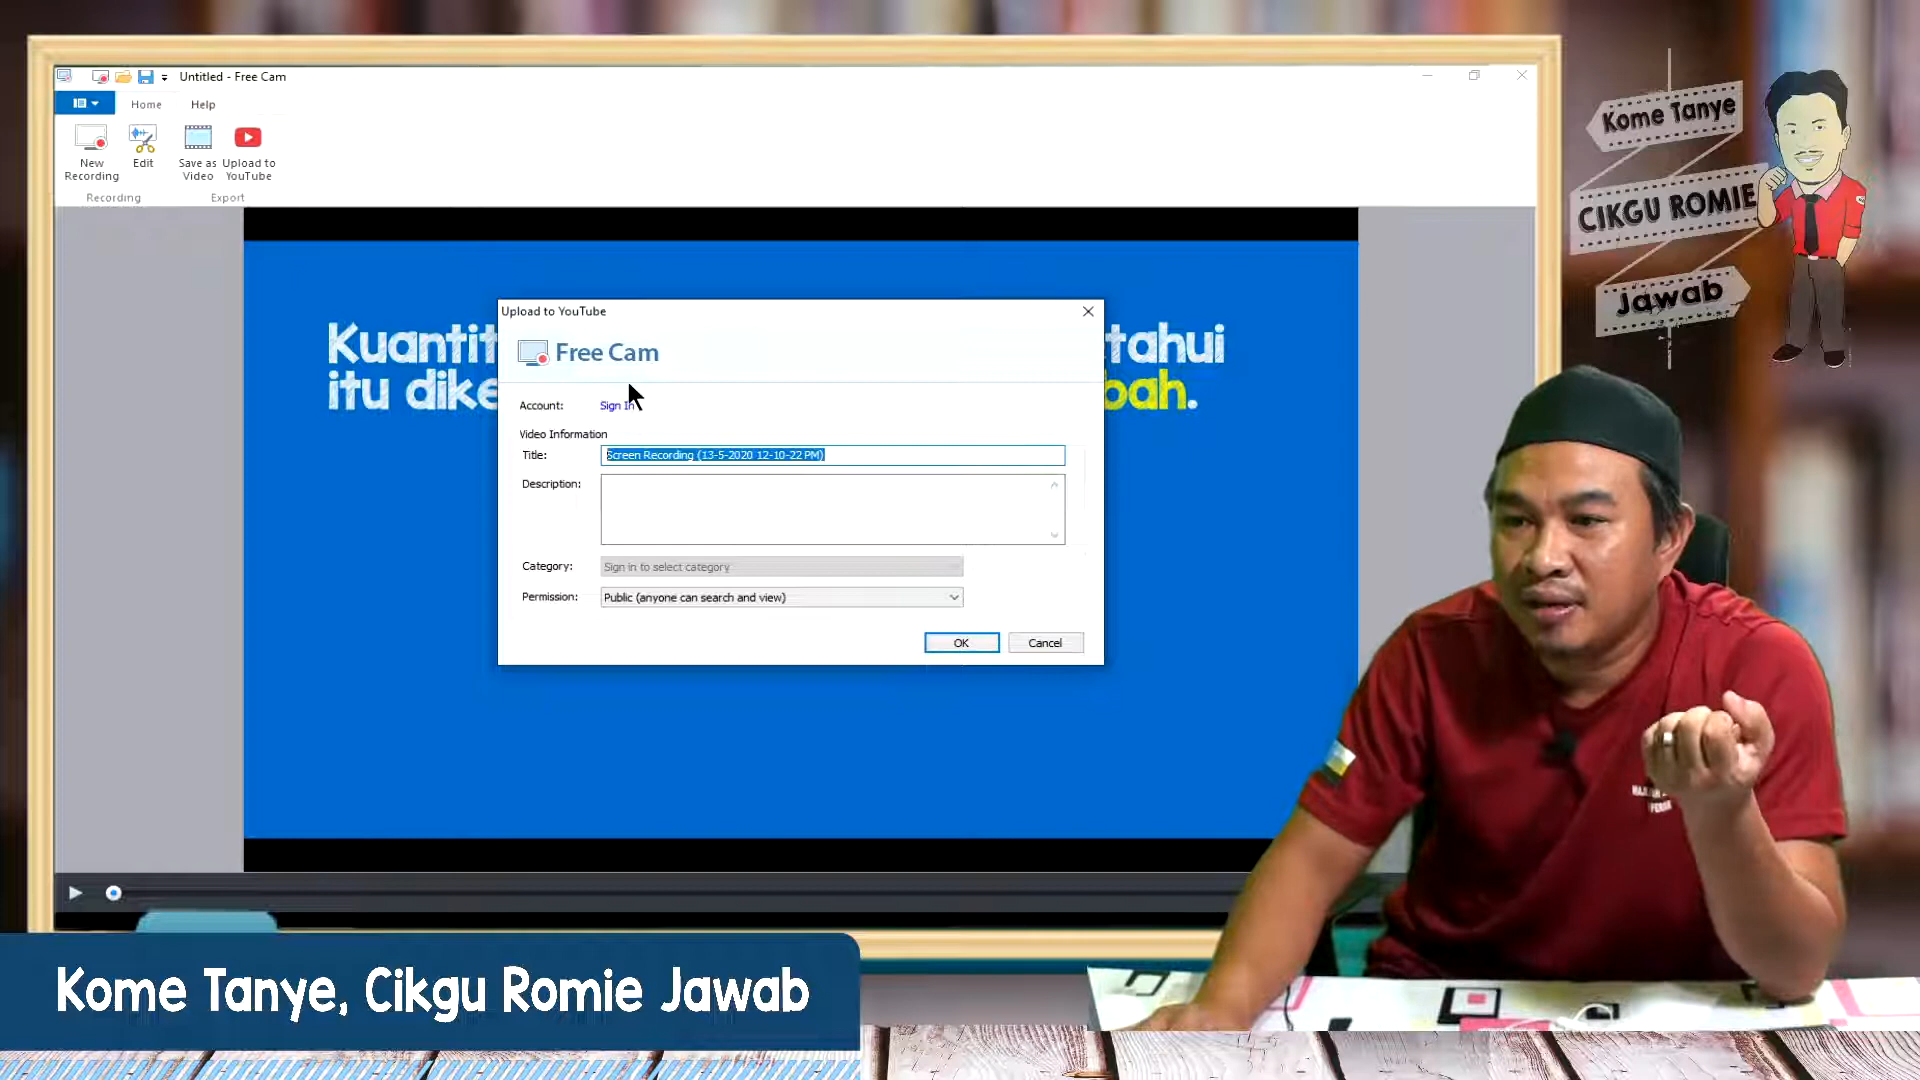 Untitled - Free Cam
Home
Help
New Recording
Edit
Save as Video
Upload to YouTube
Recording
Export
Kuantit
tahui
itu dike
bah.
Upload to YouTube
Free Cam
Account:
Sign In
Video Information
Title:
Screen Recording (13-5-2020 12-10-22 PM)
Description:
Category:
Sign in to select category
Permission:
Public (anyone can search and view)
OK
Cancel
Kome Tanye
CIKGU ROMIE
Jawab
PERAK
Kome Tanye, Cikgu Romie Jawab